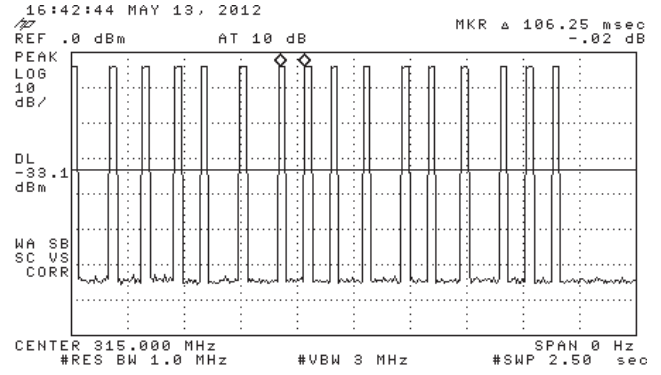 16:42:44 MAY 13, 2012
hp
MKR Δ 106.25 msec
REF .0 dBm AT 10 dB -.02 dB
PEAK
LOG
10
dB/
DL
-33.1
dBm
WA SB
SC VS
CORR
CENTER 315.000 MHz SPAN 0 Hz
#RES BW 1.0 MHz #VBW 3 MHz #SWP 2.50 sec